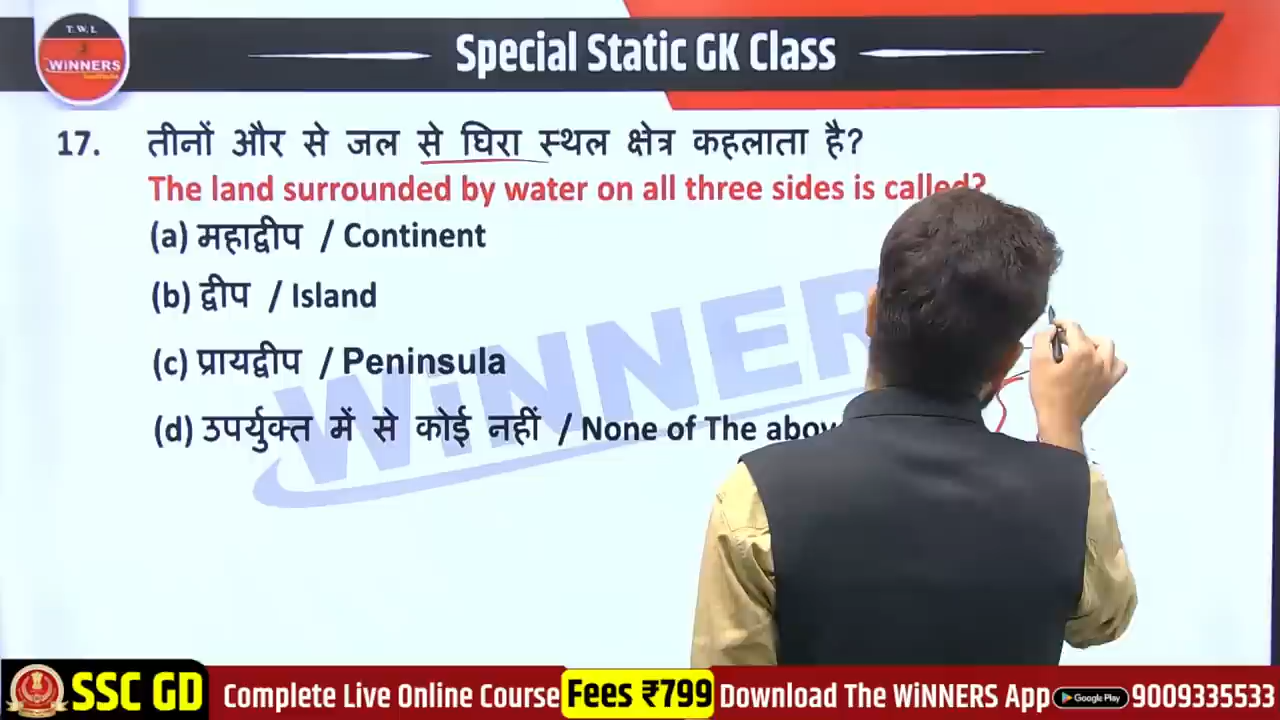 T. W. I.
WiNNERS
Special Static GK Class
17. तीनों और से जल से घिरा स्थल क्षेत्र कहलाता है?
The land surrounded by water on all three sides is called?
(a) महाद्वीप / Continent
(b) द्वीप / Island
(c) प्रायद्वीप / Peninsula
(d) उपर्युक्त में से कोई नहीं / None of The abov
WiNNER
SSC GD Complete Live Online Course Fees ₹799 Download The WiNNERS App Google Play 9009335533